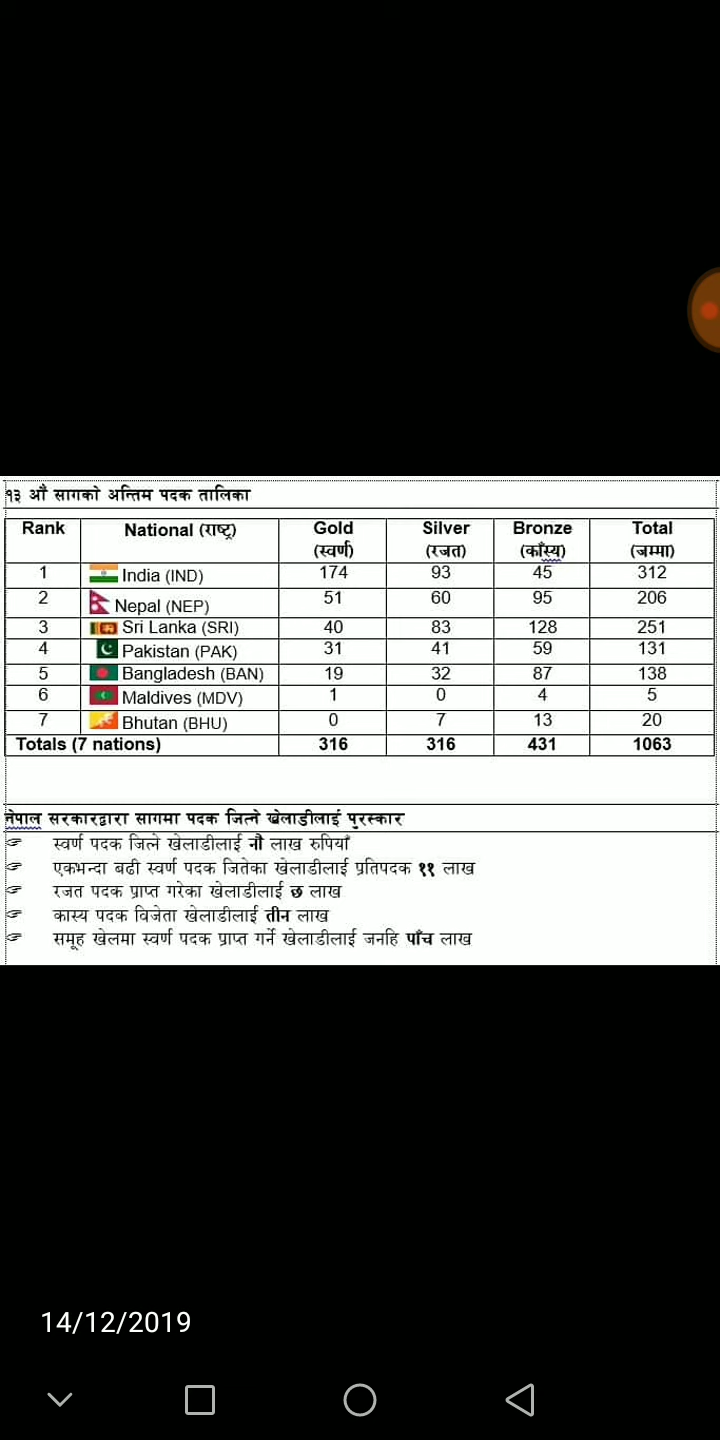 १३ औं सागको अन्तिम पदक तालिका
Rank National (राष्ट्र) Gold (स्वर्ण) Silver (रजत) Bronze (काँस्य) Total (जम्मा)
1 India (IND) 174 93 45 312
2 Nepal (NEP) 51 60 95 206
3 Sri Lanka (SRI) 40 83 128 251
4 Pakistan (PAK) 31 41 59 131
5 Bangladesh (BAN) 19 32 87 138
6 Maldives (MDV) 1 0 4 5
7 Bhutan (BHU) 0 7 13 20
Totals (7 nations) 316 316 431 1063
नेपाल सरकारद्वारा सागमा पदक जित्ने खेलाडीलाई पुरस्कार
स्वर्ण पदक जित्ने खेलाडीलाई नौ लाख रुपियाँ
एकभन्दा बढी स्वर्ण पदक जितेका खेलाडीलाई प्रतिपदक ११ लाख
रजत पदक प्राप्त गरेका खेलाडीलाई छ लाख
कास्य पदक विजेता खेलाडीलाई तीन लाख
समूह खेलमा स्वर्ण पदक प्राप्त गर्ने खेलाडीलाई जनहि पाँच लाख
14/12/2019